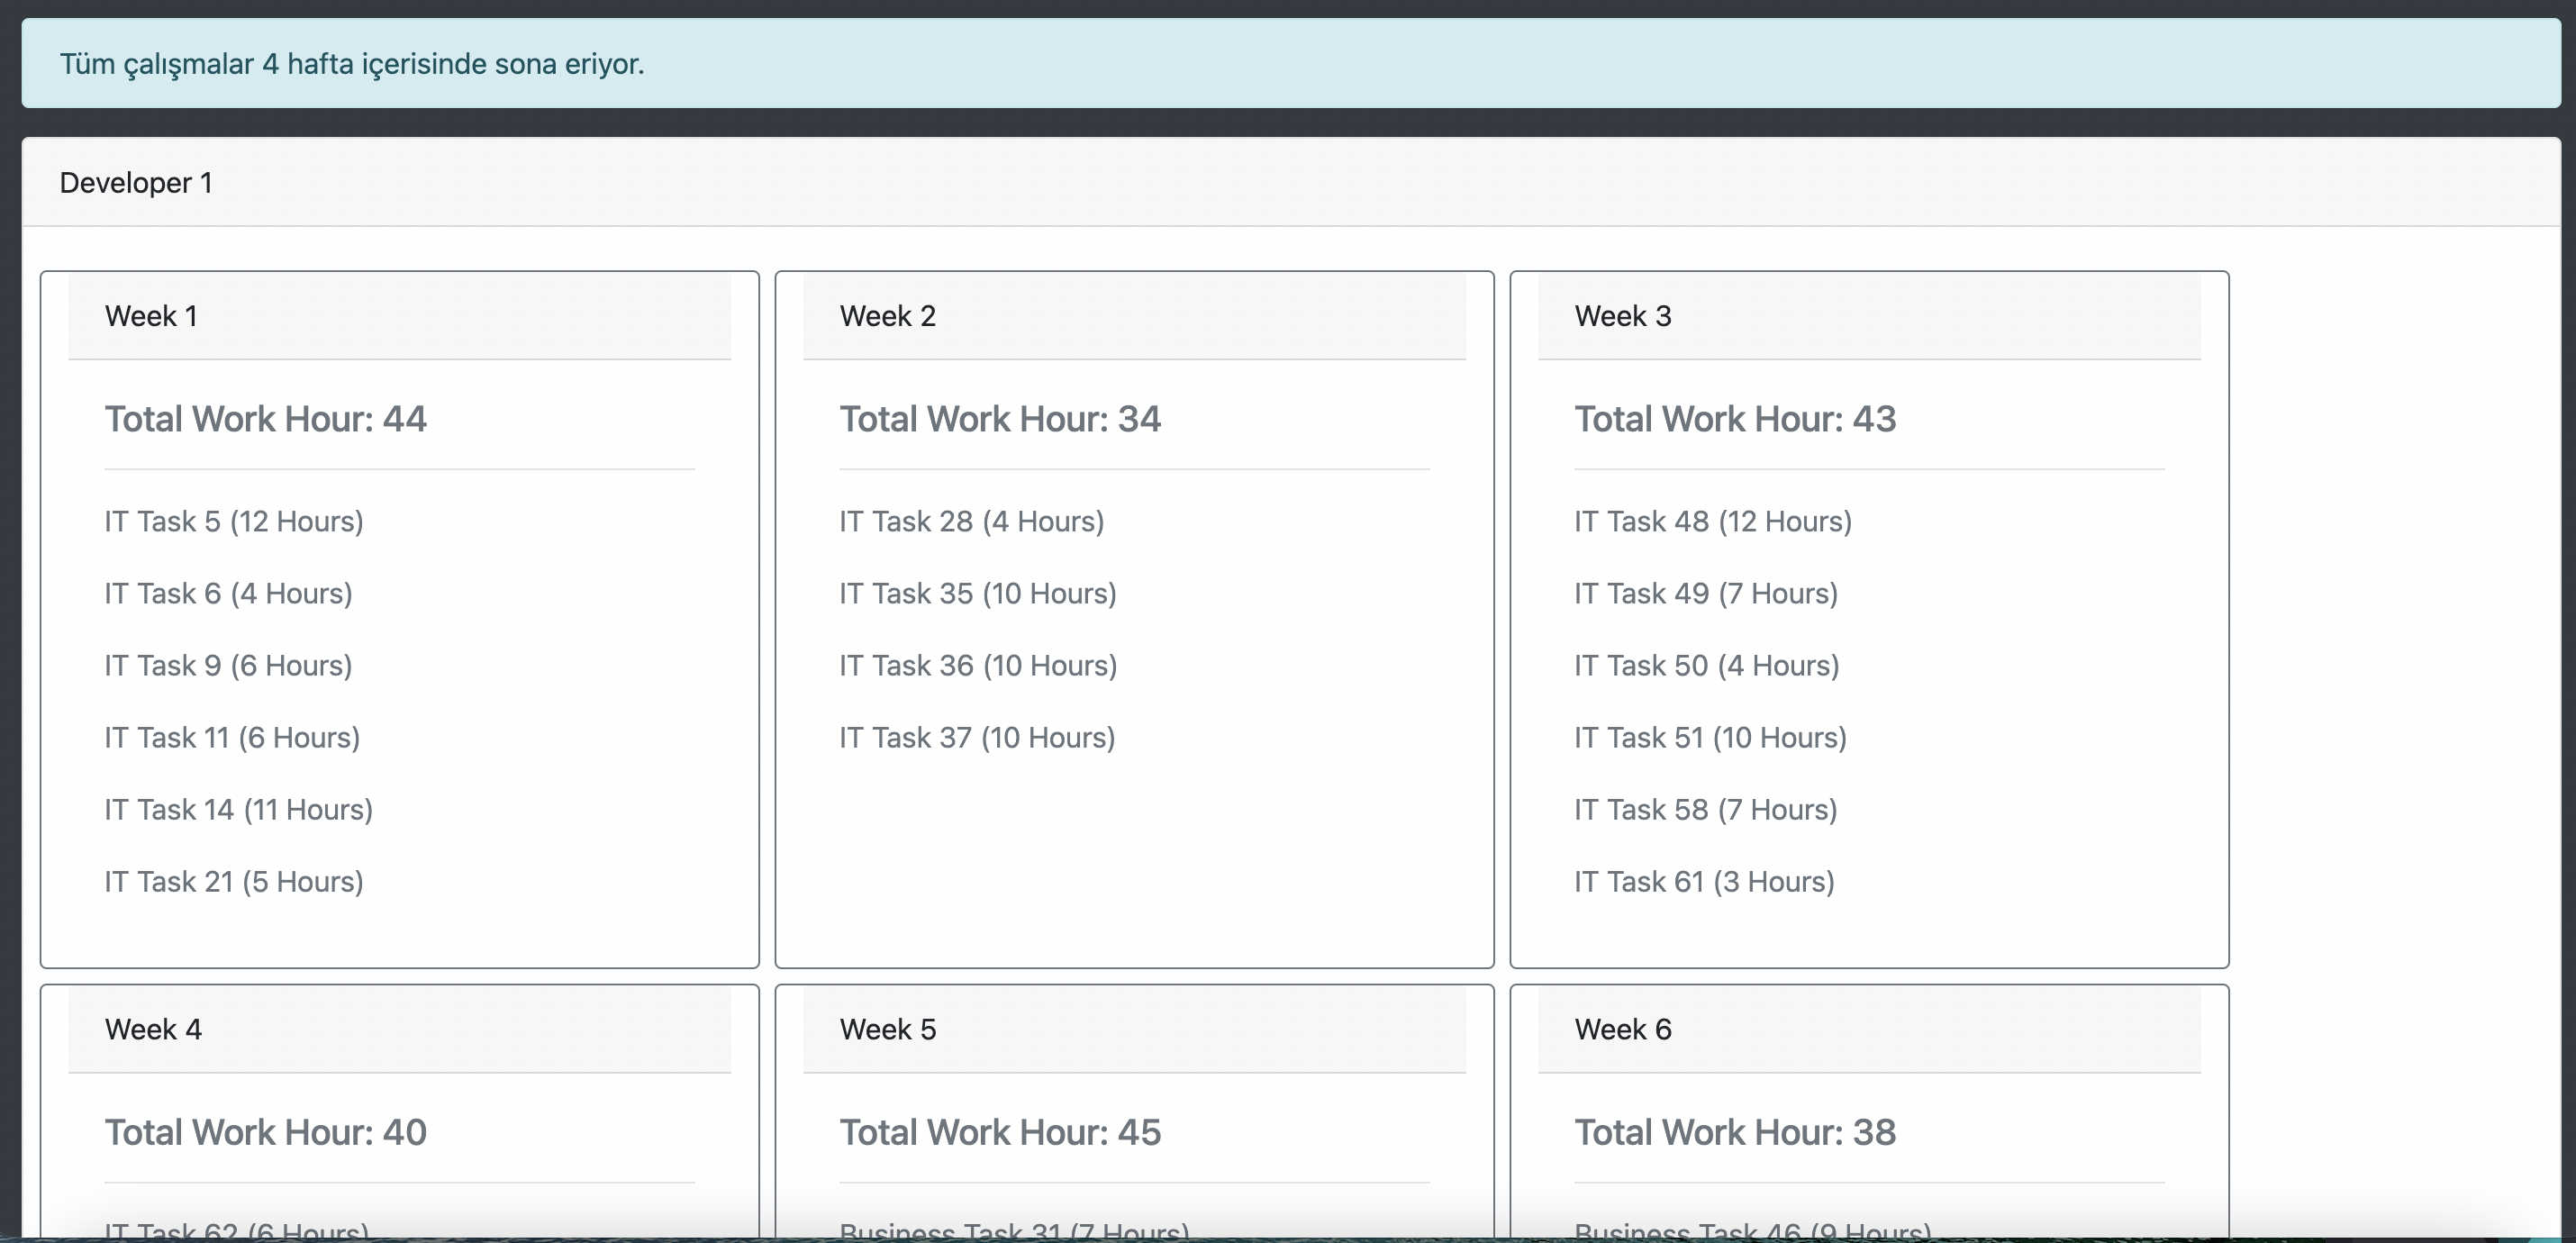 Tüm çalışmalar 4 hafta içerisinde sona eriyor.
Developer 1
Week 1
Total Work Hour: 44
IT Task 5 (12 Hours)
IT Task 6 (4 Hours)
IT Task 9 (6 Hours)
IT Task 11 (6 Hours)
IT Task 14 (11 Hours)
IT Task 21 (5 Hours)
Week 2
Total Work Hour: 34
IT Task 28 (4 Hours)
IT Task 35 (10 Hours)
IT Task 36 (10 Hours)
IT Task 37 (10 Hours)
Week 3
Total Work Hour: 43
IT Task 48 (12 Hours)
IT Task 49 (7 Hours)
IT Task 50 (4 Hours)
IT Task 51 (10 Hours)
IT Task 58 (7 Hours)
IT Task 61 (3 Hours)
Week 4
Total Work Hour: 40
IT Task 62 (6 Hours)
Week 5
Total Work Hour: 45
Business Task 31 (7 Hours)
Week 6
Total Work Hour: 38
Business Task 46 (9 Hours)